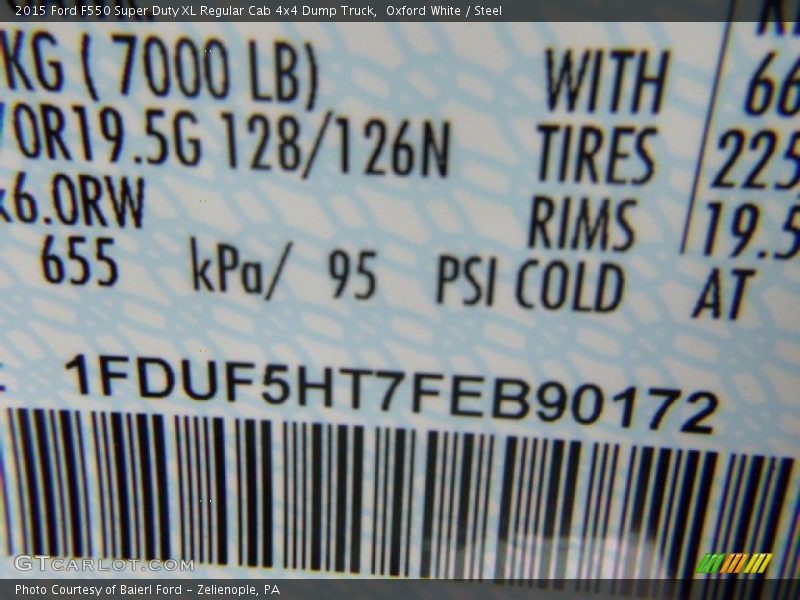 2015 Ford F550 Super Duty XL Regular Cab 4x4 Dump Truck, Oxford White / Steel
KG ( 7000 LB) WITH 66
0R19.5G 128/126N TIRES 225
x6.0RW RIMS 19.5
655 kPa/ 95 PSI COLD AT
1FDUF5HT7FEB90172
GTcarlot.com
Photo Courtesy of Baierl Ford - Zelienople, PA